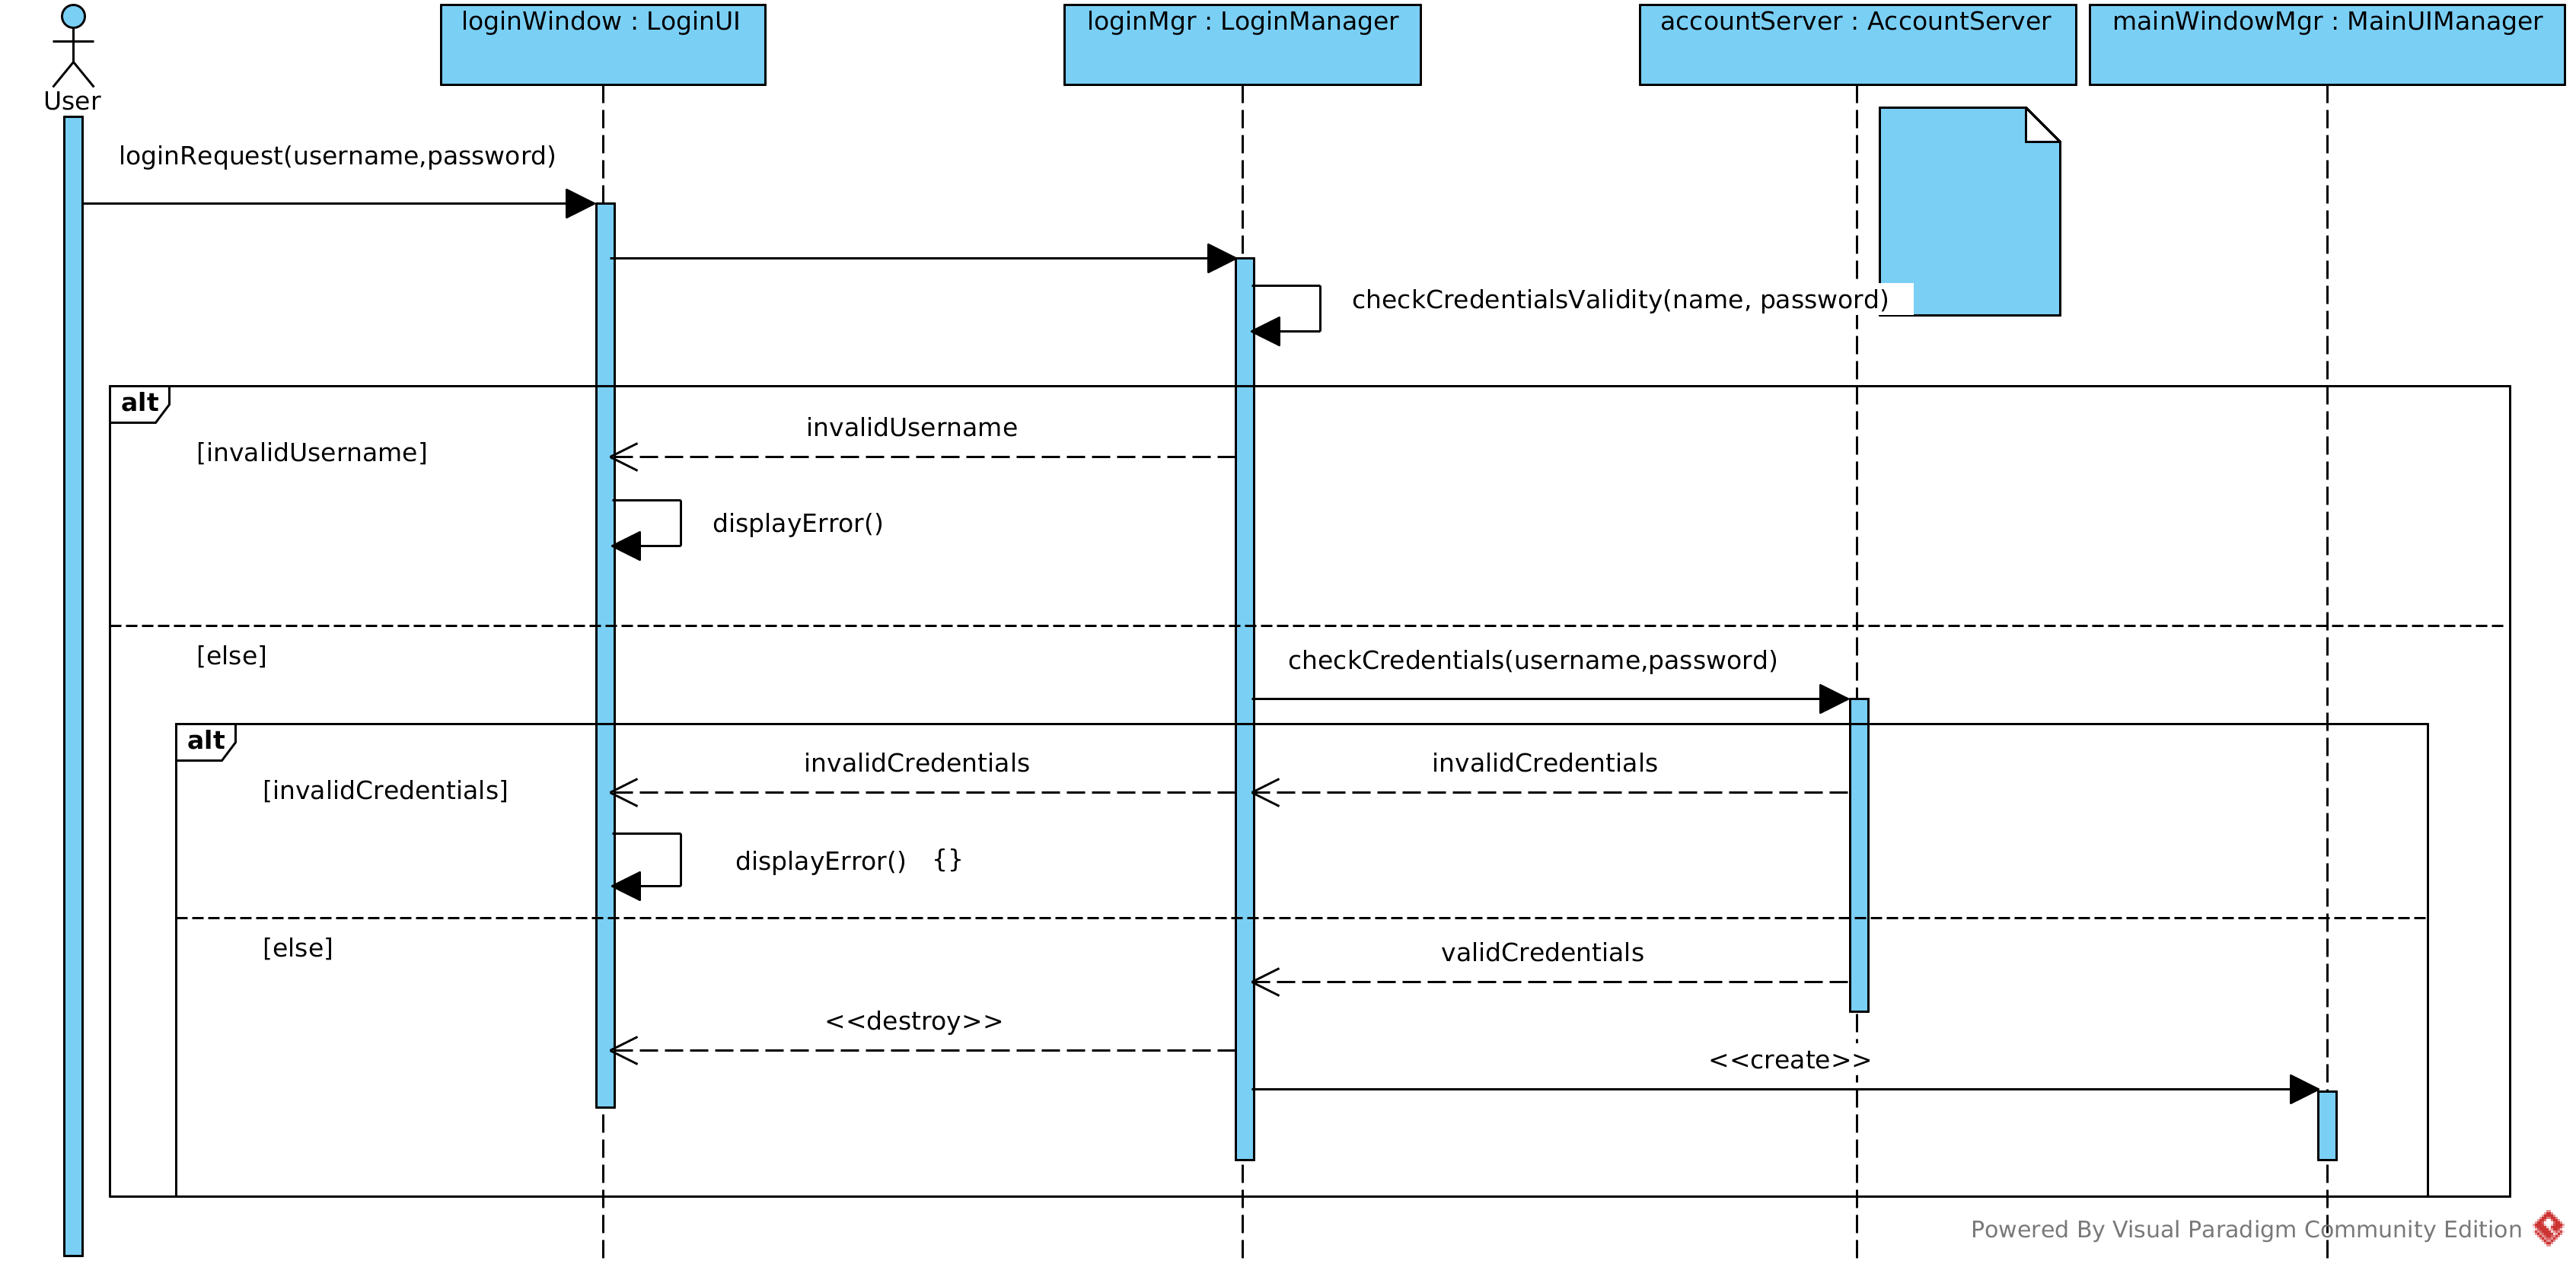 loginWindow : LoginUI
loginMgr : LoginManager
accountServer : AccountServer
mainWindowMgr : MainUIManager
User
loginRequest(username,password)
checkCredentialsValidity(name, password)
alt
invalidUsername
[invalidUsername]
displayError()
[else]
checkCredentials(username,password)
alt
invalidCredentials
invalidCredentials
[invalidCredentials]
displayError() {}
[else]
validCredentials
<<destroy>>
<<create>>
Powered By Visual Paradigm Community Edition